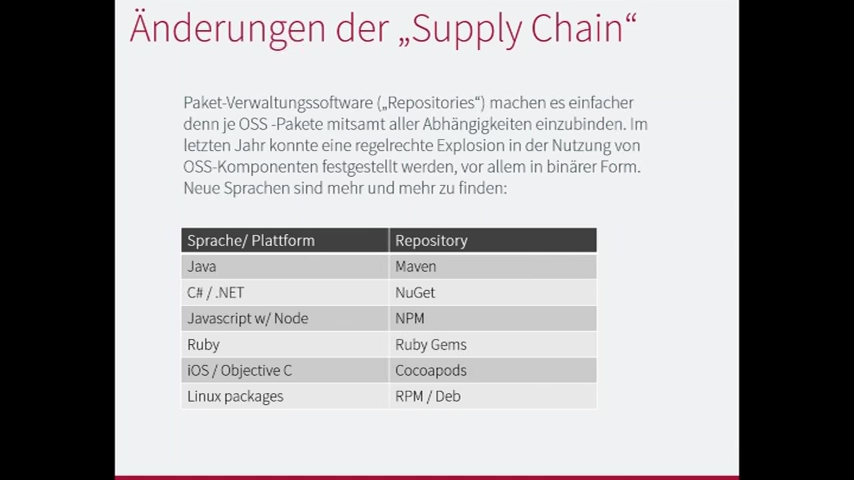 Änderungen der „Supply Chain“
Paket-Verwaltungssoftware („Repositories“) machen es einfacher
denn je OSS -Pakete mitsamt aller Abhängigkeiten einzubinden. Im
letzten Jahr konnte eine regelrechte Explosion in der Nutzung von
OSS-Komponenten festgestellt werden, vor allem in binärer Form.
Neue Sprachen sind mehr und mehr zu finden:
Sprache/ Plattform Repository
Java Maven
C# / .NET NuGet
Javascript w/ Node NPM
Ruby Ruby Gems
iOS / Objective C Cocoapods
Linux packages RPM / Deb